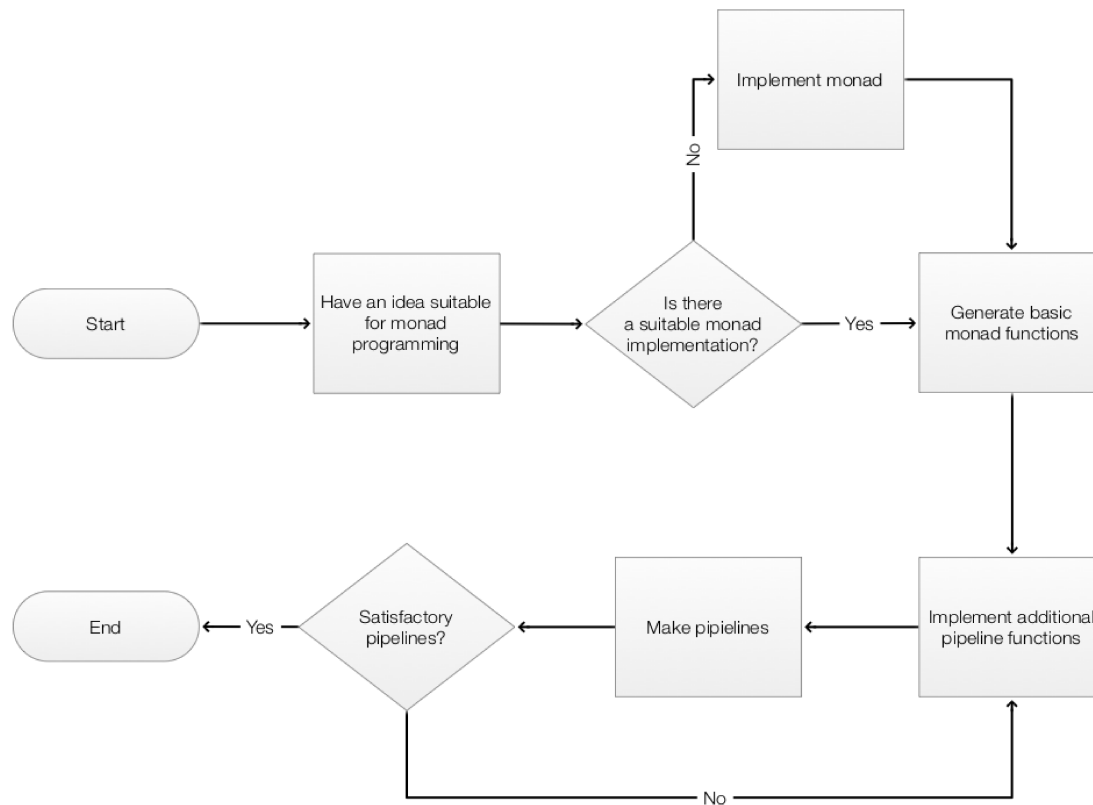 Implement monad
No
Start
Have an idea suitable
for monad
programming
Is there
a suitable monad
implementation?
Yes
Generate basic
monad functions
End
Yes
Satisfactory
pipelines?
Make pipielines
Implement additional
pipeline functions
No